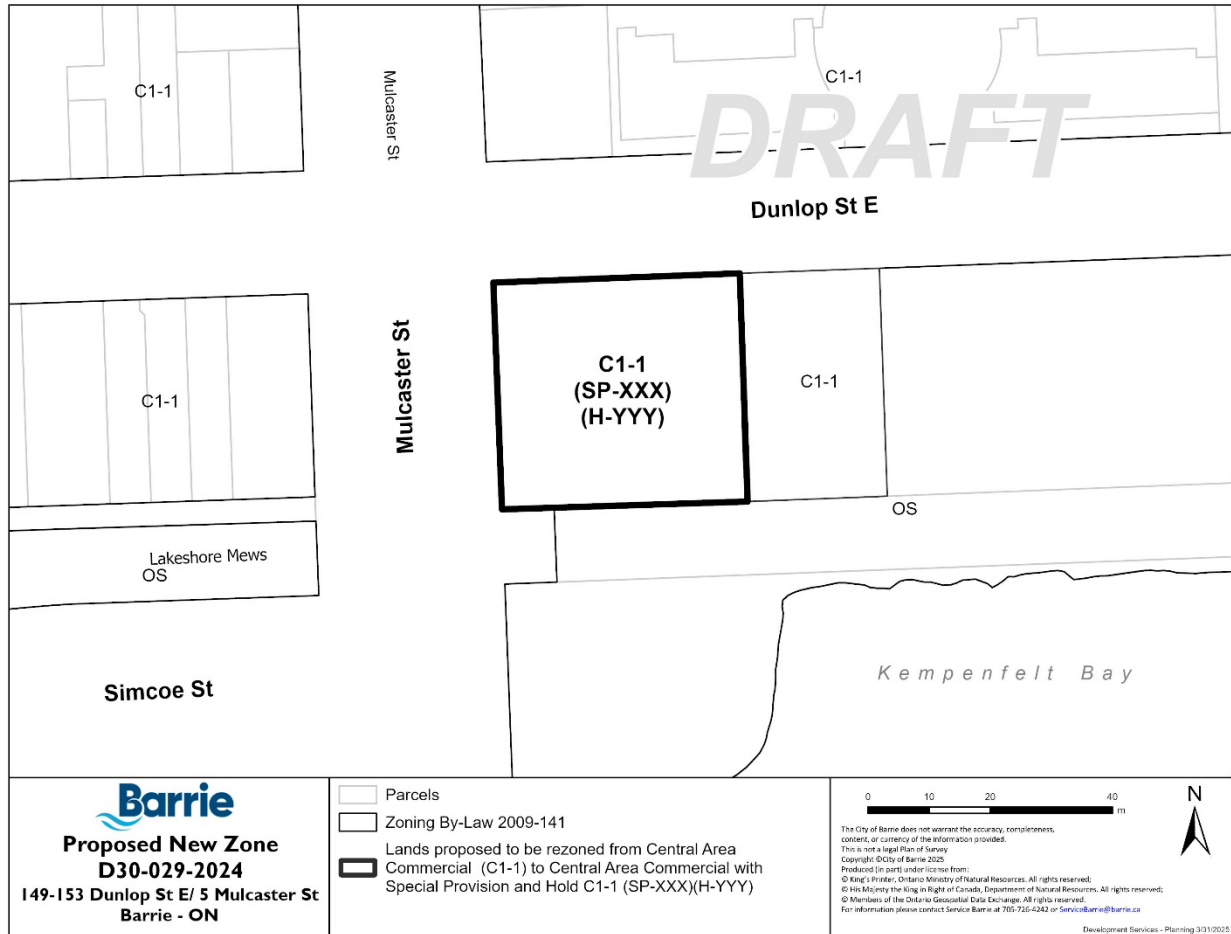 C1-1
Mulcaster St
C1-1
DRAFT
Dunlop St E
Mulcaster St
C1-1
C1-1
(SP-XXX)
(H-YYY)
C1-1
OS
Lakeshore Mews
OS
Simcoe St
Kempenfelt Bay
Barrie
Proposed New Zone
D30-029-2024
149-153 Dunlop St E/ 5 Mulcaster St
Barrie - ON
Parcels
Zoning By-Law 2009-141
Lands proposed to be rezoned from Central Area
Commercial (C1-1) to Central Area Commercial with
Special Provision and Hold C1-1 (SP-XXX)(H-YYY)
0 10 20 40
m
N
The City of Barrie does not warrant the accuracy, completeness,
content, or currency of the information provided.
This is not a legal Plan of Survey
Copyright ©City of Barrie 2025
Produced (in part) under license from:
© King's Printer, Ontario Ministry of Natural Resources. All rights reserved;
© His Majesty the King in Right of Canada, Department of Natural Resources. All rights reserved;
© Members of the Ontario Geospatial Data Exchange. All rights reserved.
For information please contact Service Barrie at 705-726-4242 or ServiceBarrie@barrie.ca
Development Services - Planning 3/31/2025